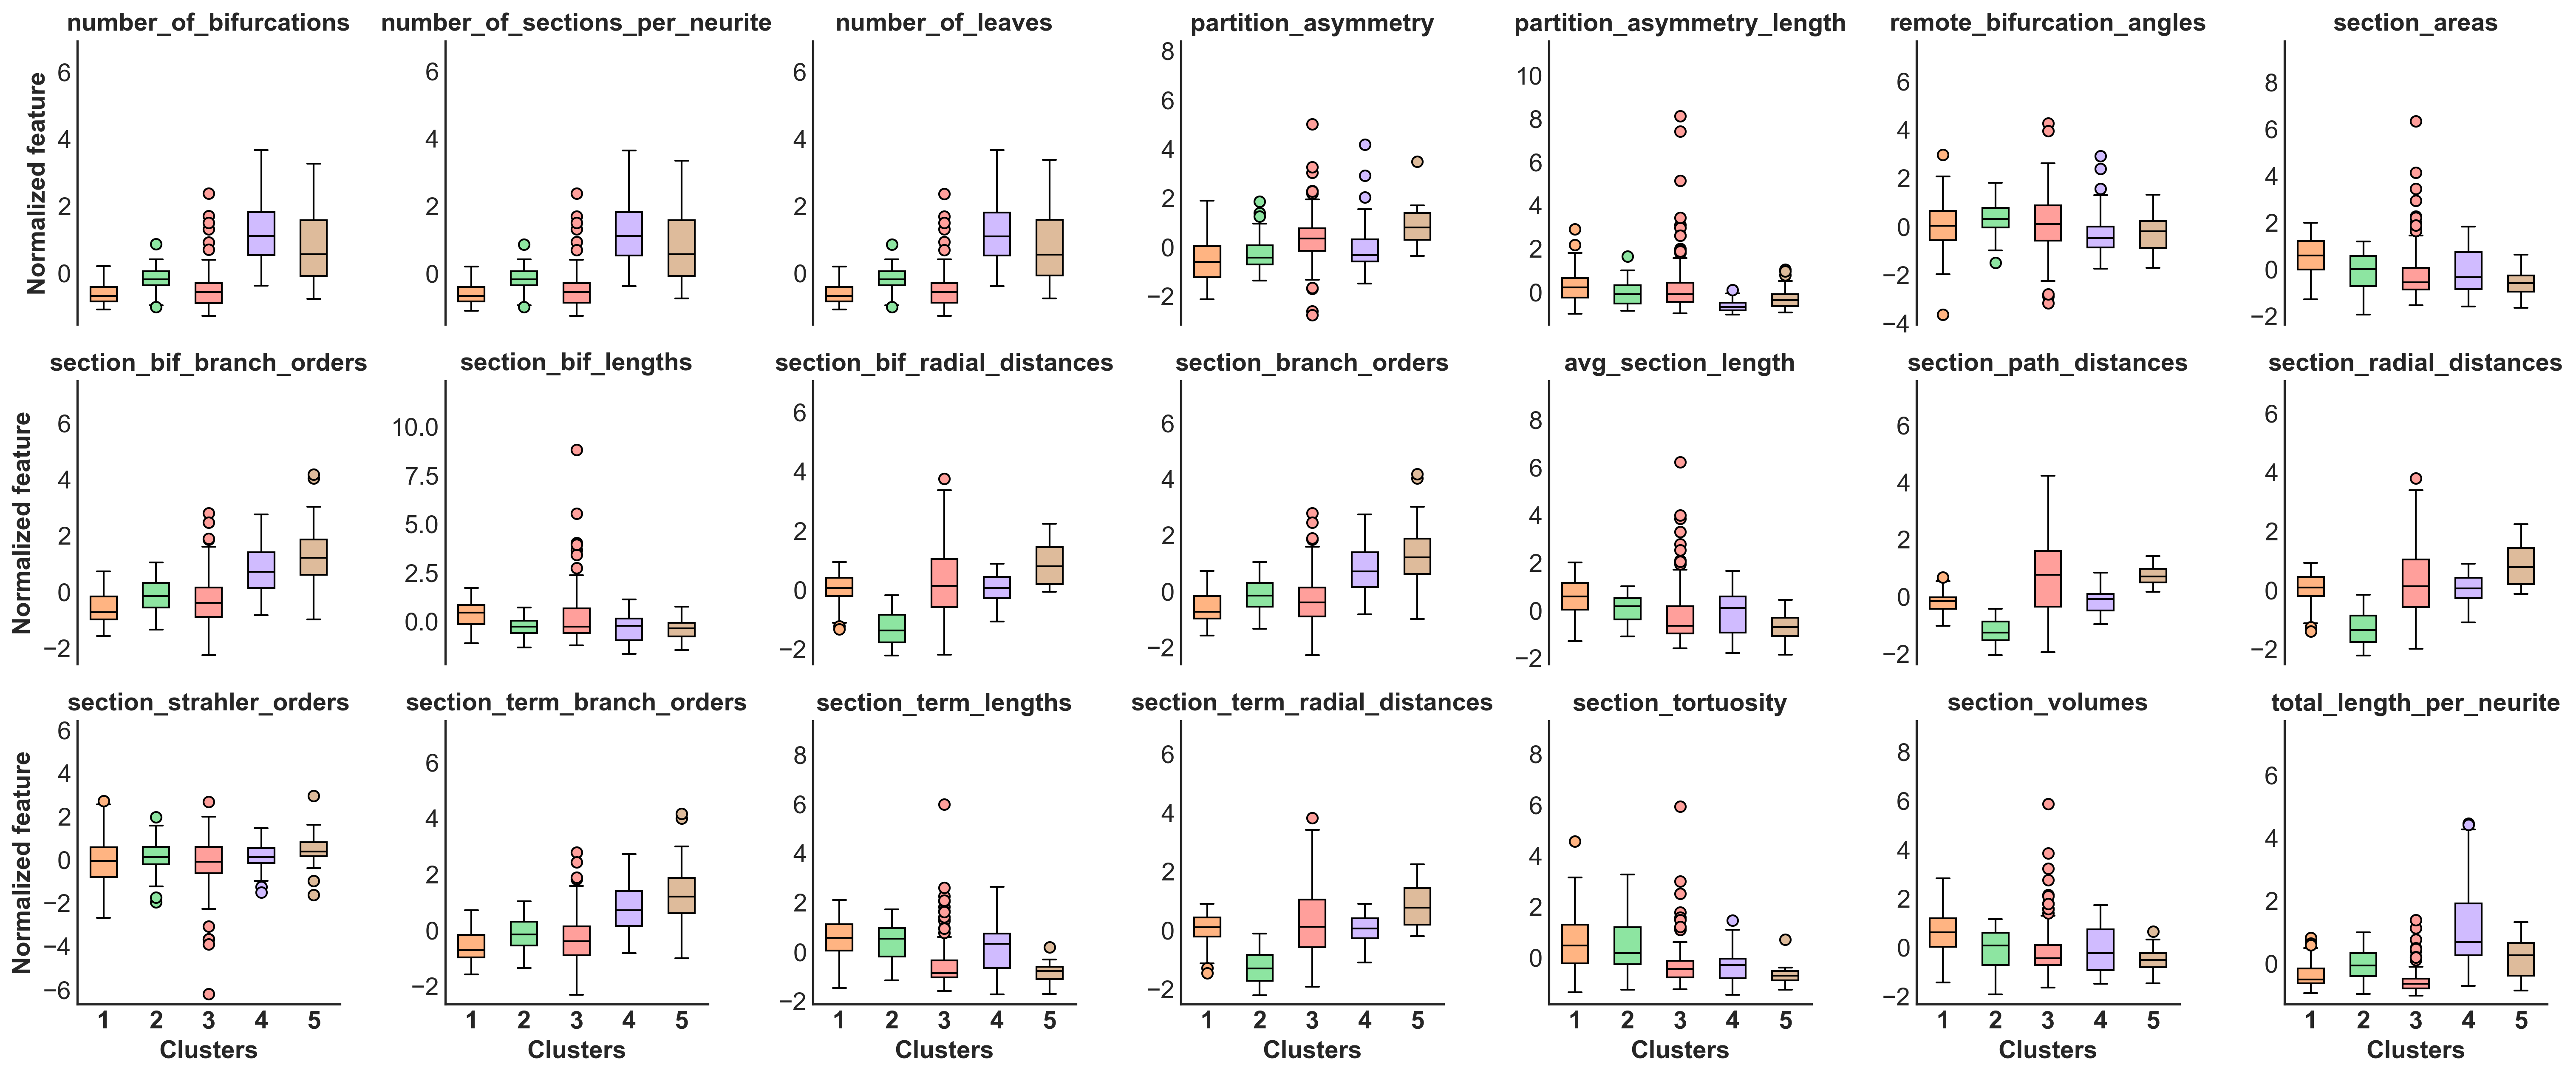 number_of_bifurcations number_of_sections_per_neurite number_of_leaves partition_asymmetry partition_asymmetry_length remote_bifurcation_angles section_areas
Normalized feature
6 4 2 0
6 4 2 0
6 4 2 0
8 6 4 2 0 −2
10 8 6 4 2 0
6 4 2 0 −2 −4
8 6 4 2 0 −2
section_bif_branch_orders section_bif_lengths section_bif_radial_distances section_branch_orders avg_section_length section_path_distances section_radial_distances
Normalized feature
6 4 2 0 −2
10.0 7.5 5.0 2.5 0.0
6 4 2 0 −2
6 4 2 0 −2
8 6 4 2 0 −2
6 4 2 0 −2
6 4 2 0 −2
section_strahler_orders section_term_branch_orders section_term_lengths section_term_radial_distances section_tortuosity section_volumes total_length_per_neurite
Normalized feature
6 4 2 0 −2 −4 −6
6 4 2 0 −2
8 6 4 2 0 −2
6 4 2 0 −2
8 6 4 2 0
8 6 4 2 0 −2
6 4 2 0
1 2 3 4 5 1 2 3 4 5 1 2 3 4 5 1 2 3 4 5 1 2 3 4 5 1 2 3 4 5 1 2 3 4 5
Clusters Clusters Clusters Clusters Clusters Clusters Clusters